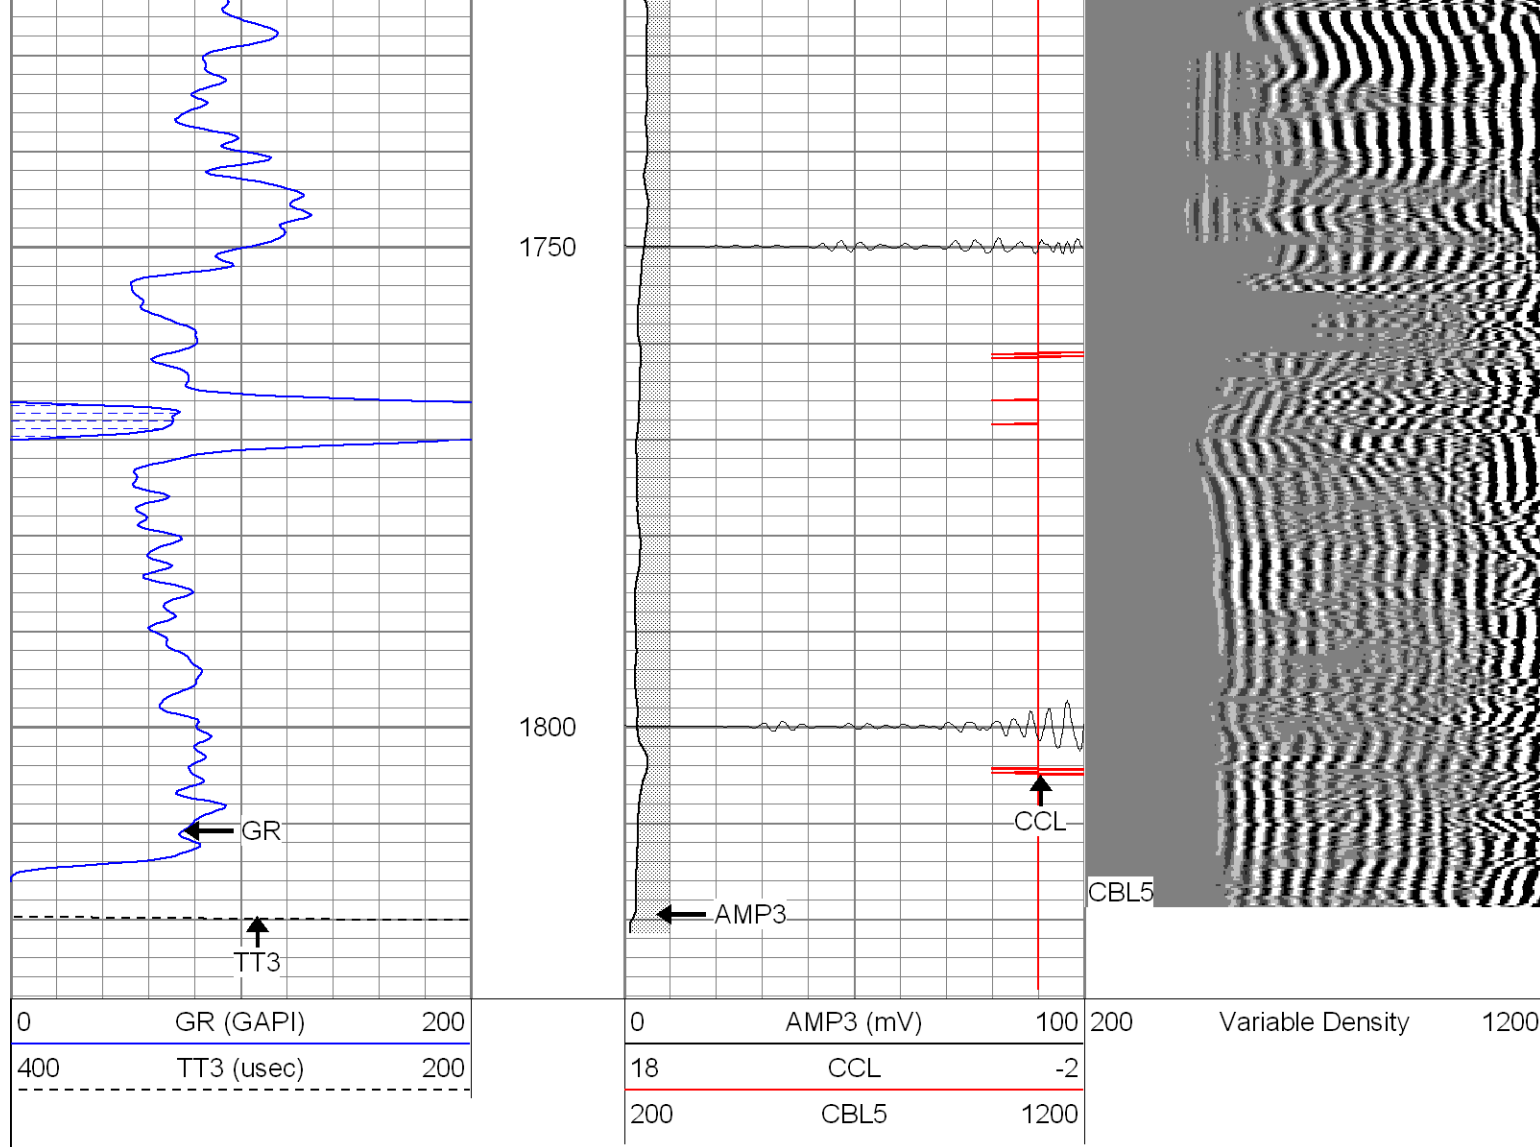 1750
1800
CCL
GR
CBL5
AMP3
TT3
0 GR (GAPI) 200
0 AMP3 (mV) 100
200 Variable Density 1200
400 TT3 (usec) 200
18 CCL -2
200 CBL5 1200